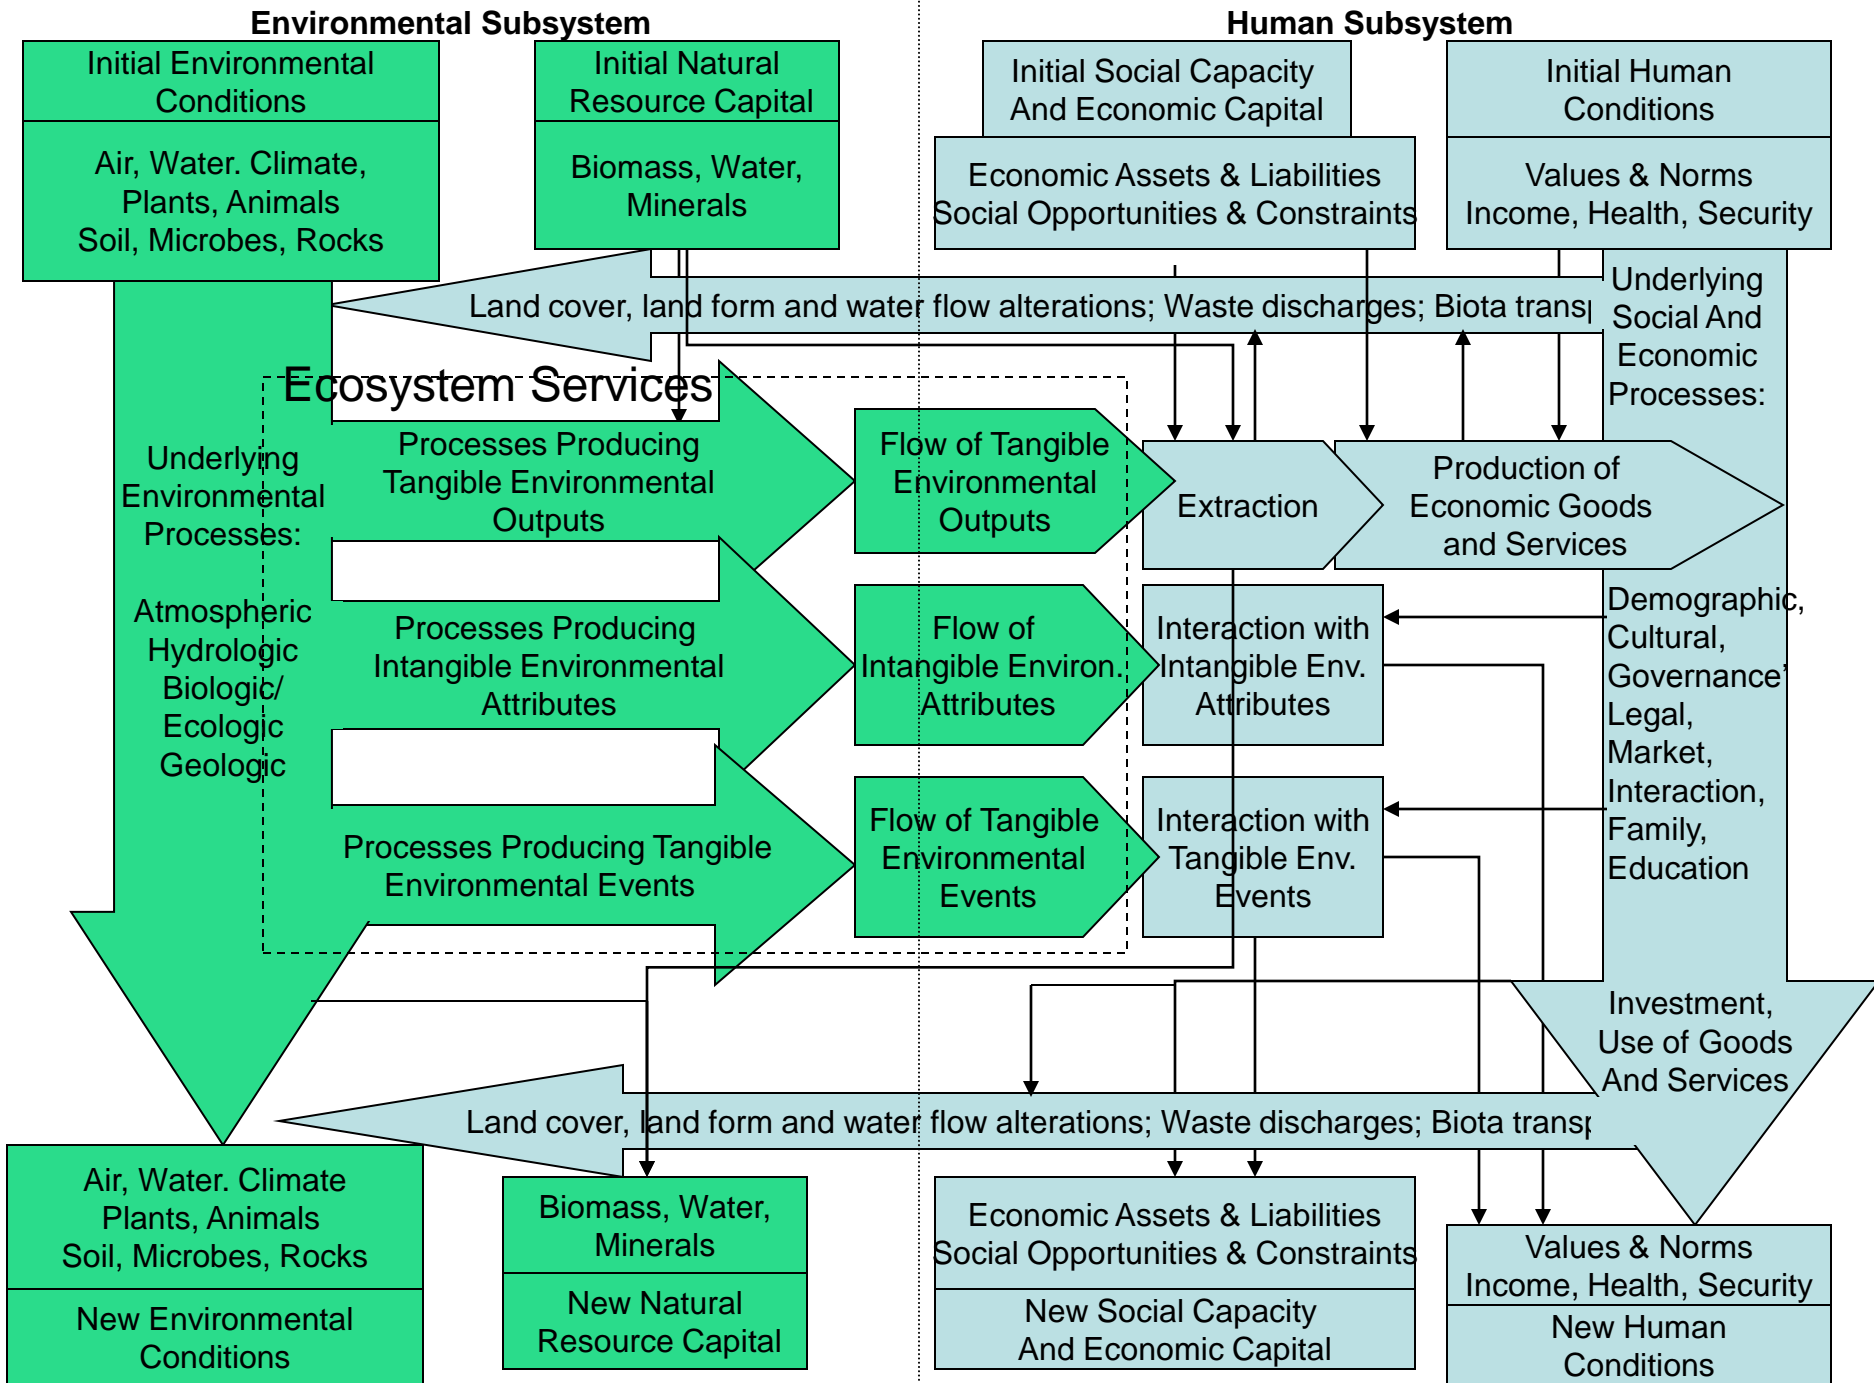 Environmental Subsystem
Human Subsystem
Initial Environmental
Conditions
Air, Water. Climate,
Plants, Animals
Soil, Microbes, Rocks
Initial Natural
Resource Capital
Biomass, Water,
Minerals
Initial Social Capacity
And Economic Capital
Economic Assets & Liabilities
Social Opportunities & Constraints
Initial Human
Conditions
Values & Norms
Income, Health, Security
Land cover, land form and water flow alterations; Waste discharges; Biota transp
Underlying
Social And
Economic
Processes:
Ecosystem Services
Underlying
Environmental
Processes:
Atmospheric
Hydrologic
Biologic/
Ecologic
Geologic
Processes Producing
Tangible Environmental
Outputs
Flow of Tangible
Environmental
Outputs
Extraction
Production of
Economic Goods
and Services
Processes Producing
Intangible Environmental
Attributes
Flow of
Intangible Environ.
Attributes
Interaction with
Intangible Env.
Attributes
Demographic,
Cultural,
Governance’
Legal,
Market,
Interaction,
Family,
Education
Processes Producing Tangible
Environmental Events
Flow of Tangible
Environmental
Events
Interaction with
Tangible Env.
Events
Investment,
Use of Goods
And Services
Land cover, land form and water flow alterations; Waste discharges; Biota transp
Air, Water. Climate
Plants, Animals
Soil, Microbes, Rocks
New Environmental
Conditions
Biomass, Water,
Minerals
New Natural
Resource Capital
Economic Assets & Liabilities
Social Opportunities & Constraints
New Social Capacity
And Economic Capital
Values & Norms
Income, Health, Security
New Human
Conditions